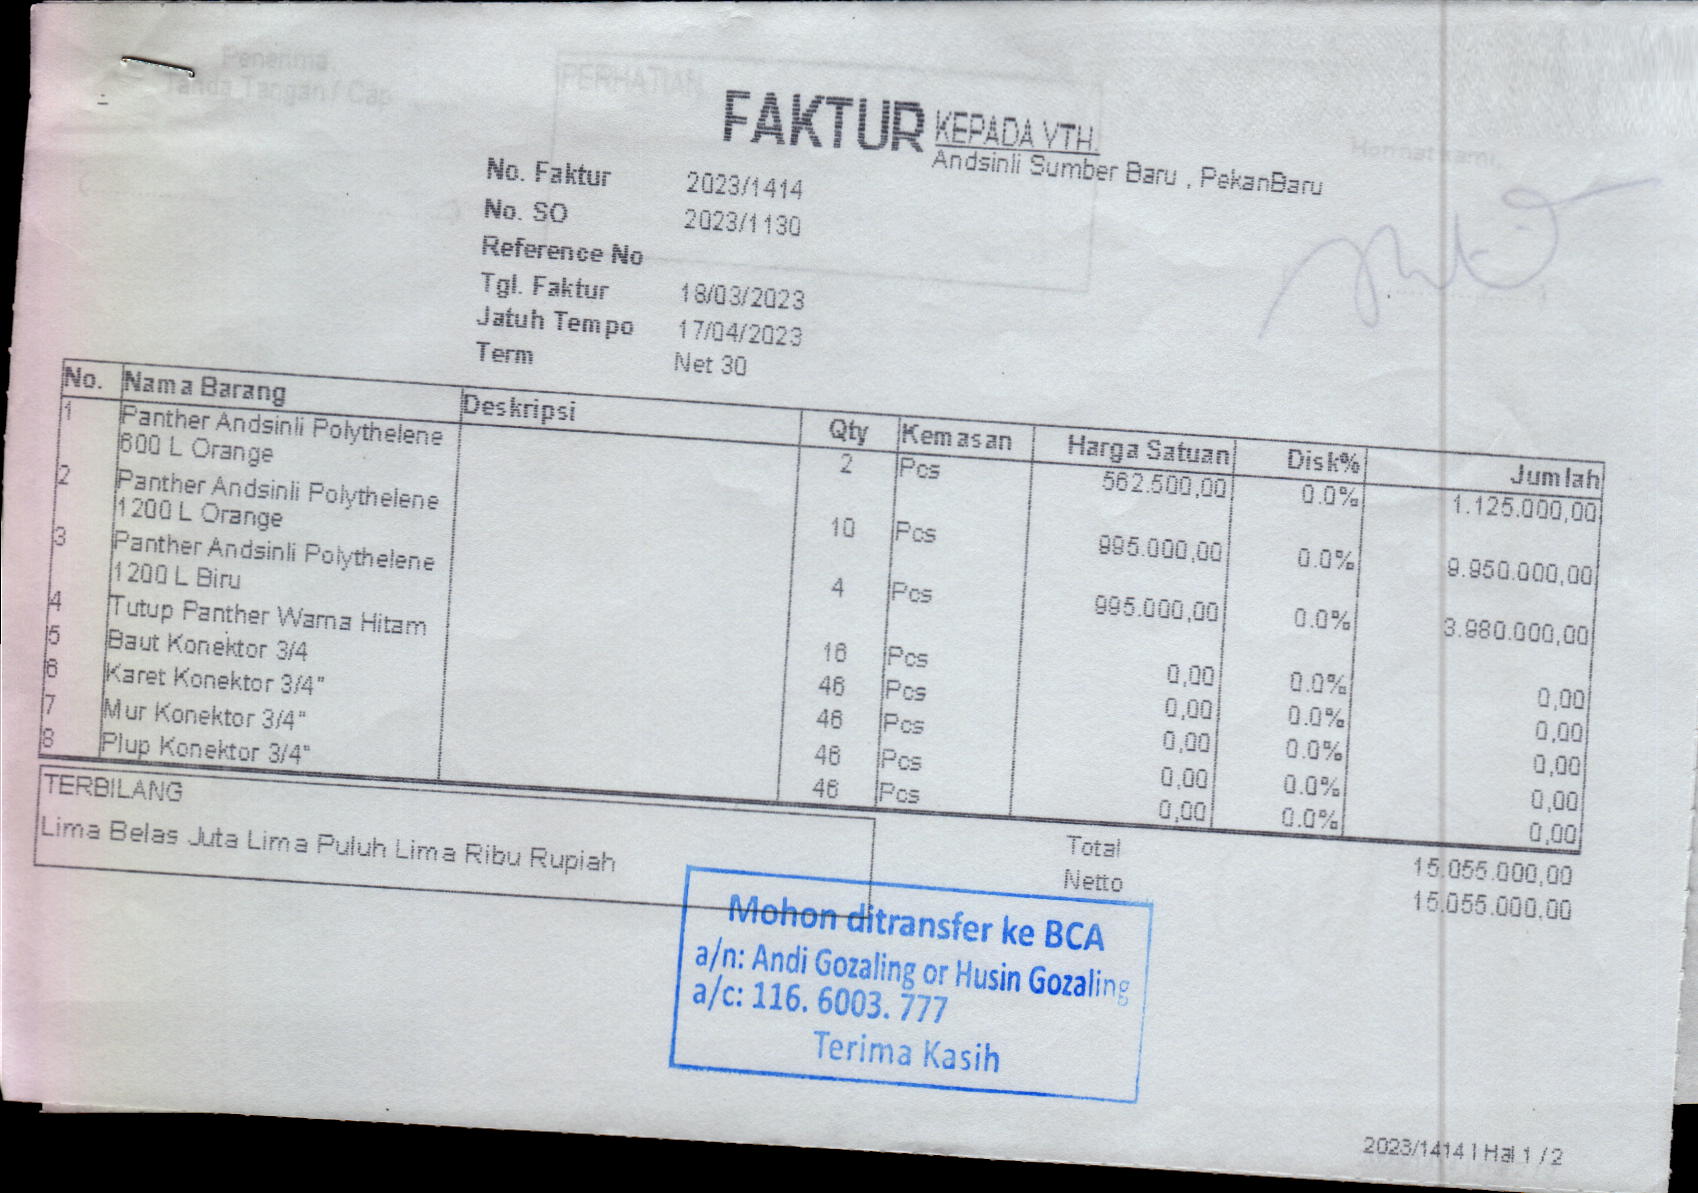 Penerima
Tanda Tangan / Cap
PERHATIAN
FAKTUR
KEPADA YTH.
Andsinli Sumber Baru , PekanBaru
Hormat kami,
No. Faktur 2023/1414
No. SO 2023/1130
Reference No
Tgl. Faktur 18/03/2023
Jatuh Tempo 17/04/2023
Term Net 30
No. Nama Barang Deskripsi Qty Kemasan Harga Satuan Disk% Jumlah
1 Panther Andsinli Polythelene 2 Pcs 562.500,00 0.0% 1.125.000,00
600 L Orange
2 Panther Andsinli Polythelene 10 Pcs 995.000,00 0.0% 9.950.000,00
1200 L Orange
3 Panther Andsinli Polythelene 4 Pcs 995.000,00 0.0% 3.980.000,00
1200 L Biru
4 Tutup Panther Warna Hitam 16 Pcs 0,00 0.0% 0,00
5 Baut Konektor 3/4 46 Pcs 0,00 0.0% 0,00
6 Karet Konektor 3/4" 46 Pcs 0,00 0.0% 0,00
7 Mur Konektor 3/4" 46 Pcs 0,00 0.0% 0,00
8 Plup Konektor 3/4" 46 Pcs 0,00 0.0% 0,00
TERBILANG
Lima Belas Juta Lima Puluh Lima Ribu Rupiah
Total 15.055.000,00
Netto 15.055.000,00
Mohon ditransfer ke BCA
a/n: Andi Gozaling or Husin Gozaling
a/c: 116. 6003. 777
Terima Kasih
2023/1414 | Hal 1 / 2